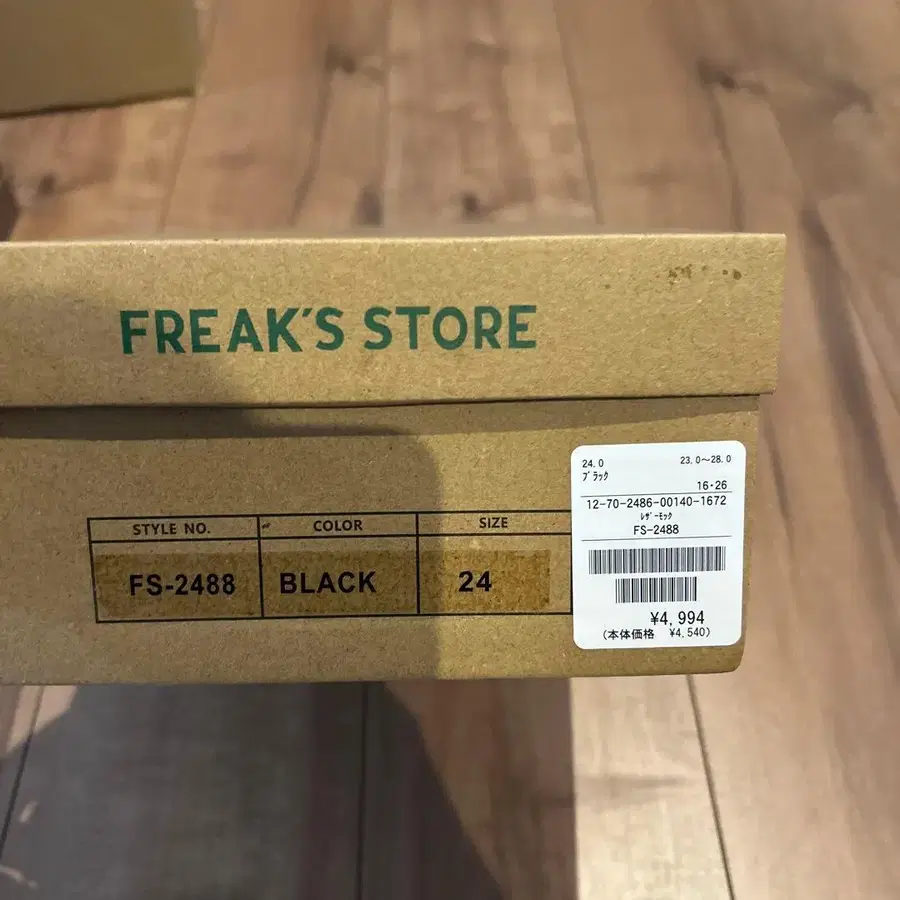 FREAK'S STORE
STYLE NO. COLOR SIZE
FS-2488 BLACK 24
24.0 23.0～28.0
ブラック
16・26
12-70-2486-00140-1672
ﾚｻﾞｰﾓｯｸ
FS-2488
¥4,994
(本体価格 ¥4,540)